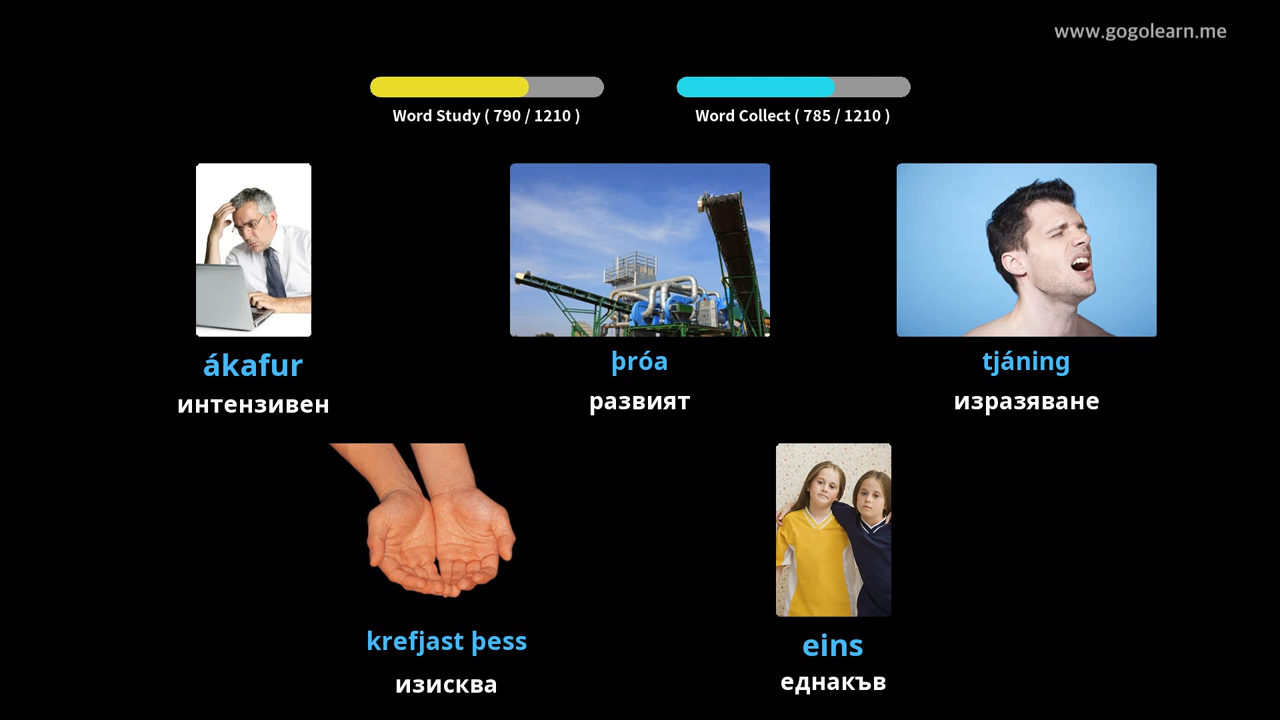 www.gogolearn.me
Word Study ( 790 / 1210 )
Word Collect ( 785 / 1210 )
ákafur
þróa
tjáning
интензивен
развият
изразяване
krefjast þess
eins
изисква
еднакъв